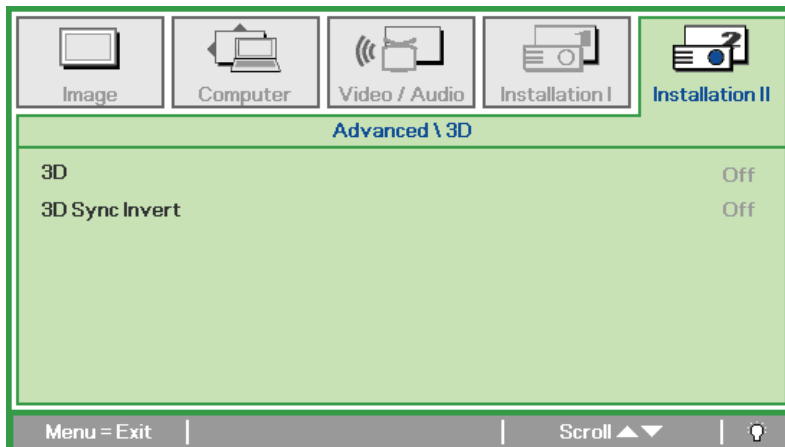 Image Computer Video / Audio Installation I Installation II
Advanced \ 3D
3D Off
3D Sync Invert Off
Menu = Exit Scroll ▲▼